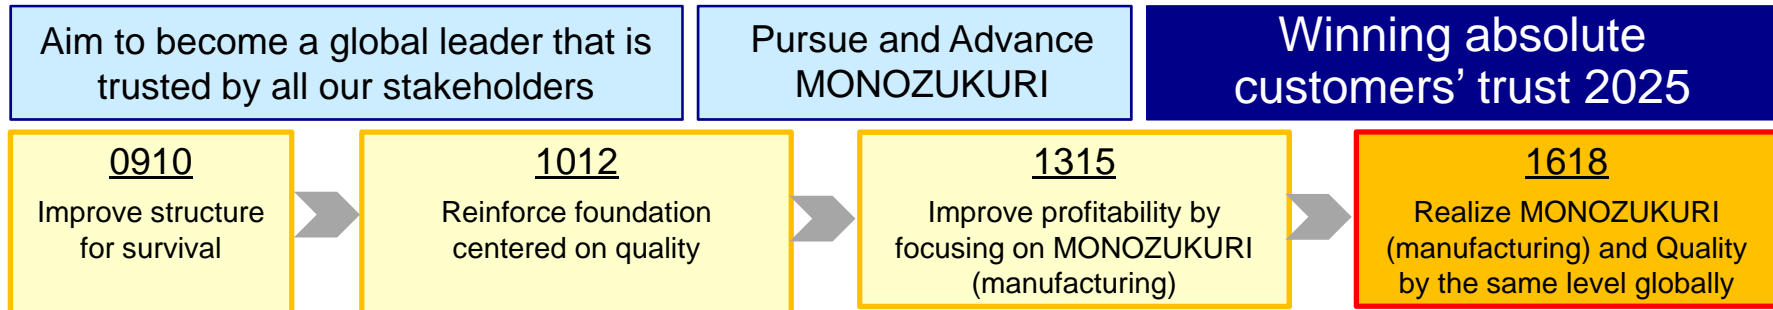 Aim to become a global leader that is
trusted by all our stakeholders
Pursue and Advance
MONOZUKURI
Winning absolute
customers’ trust 2025
0910
Improve structure
for survival
1012
Reinforce foundation
centered on quality
1315
Improve profitability by
focusing on MONOZUKURI
(manufacturing)
1618
Realize MONOZUKURI
(manufacturing) and Quality
by the same level globally